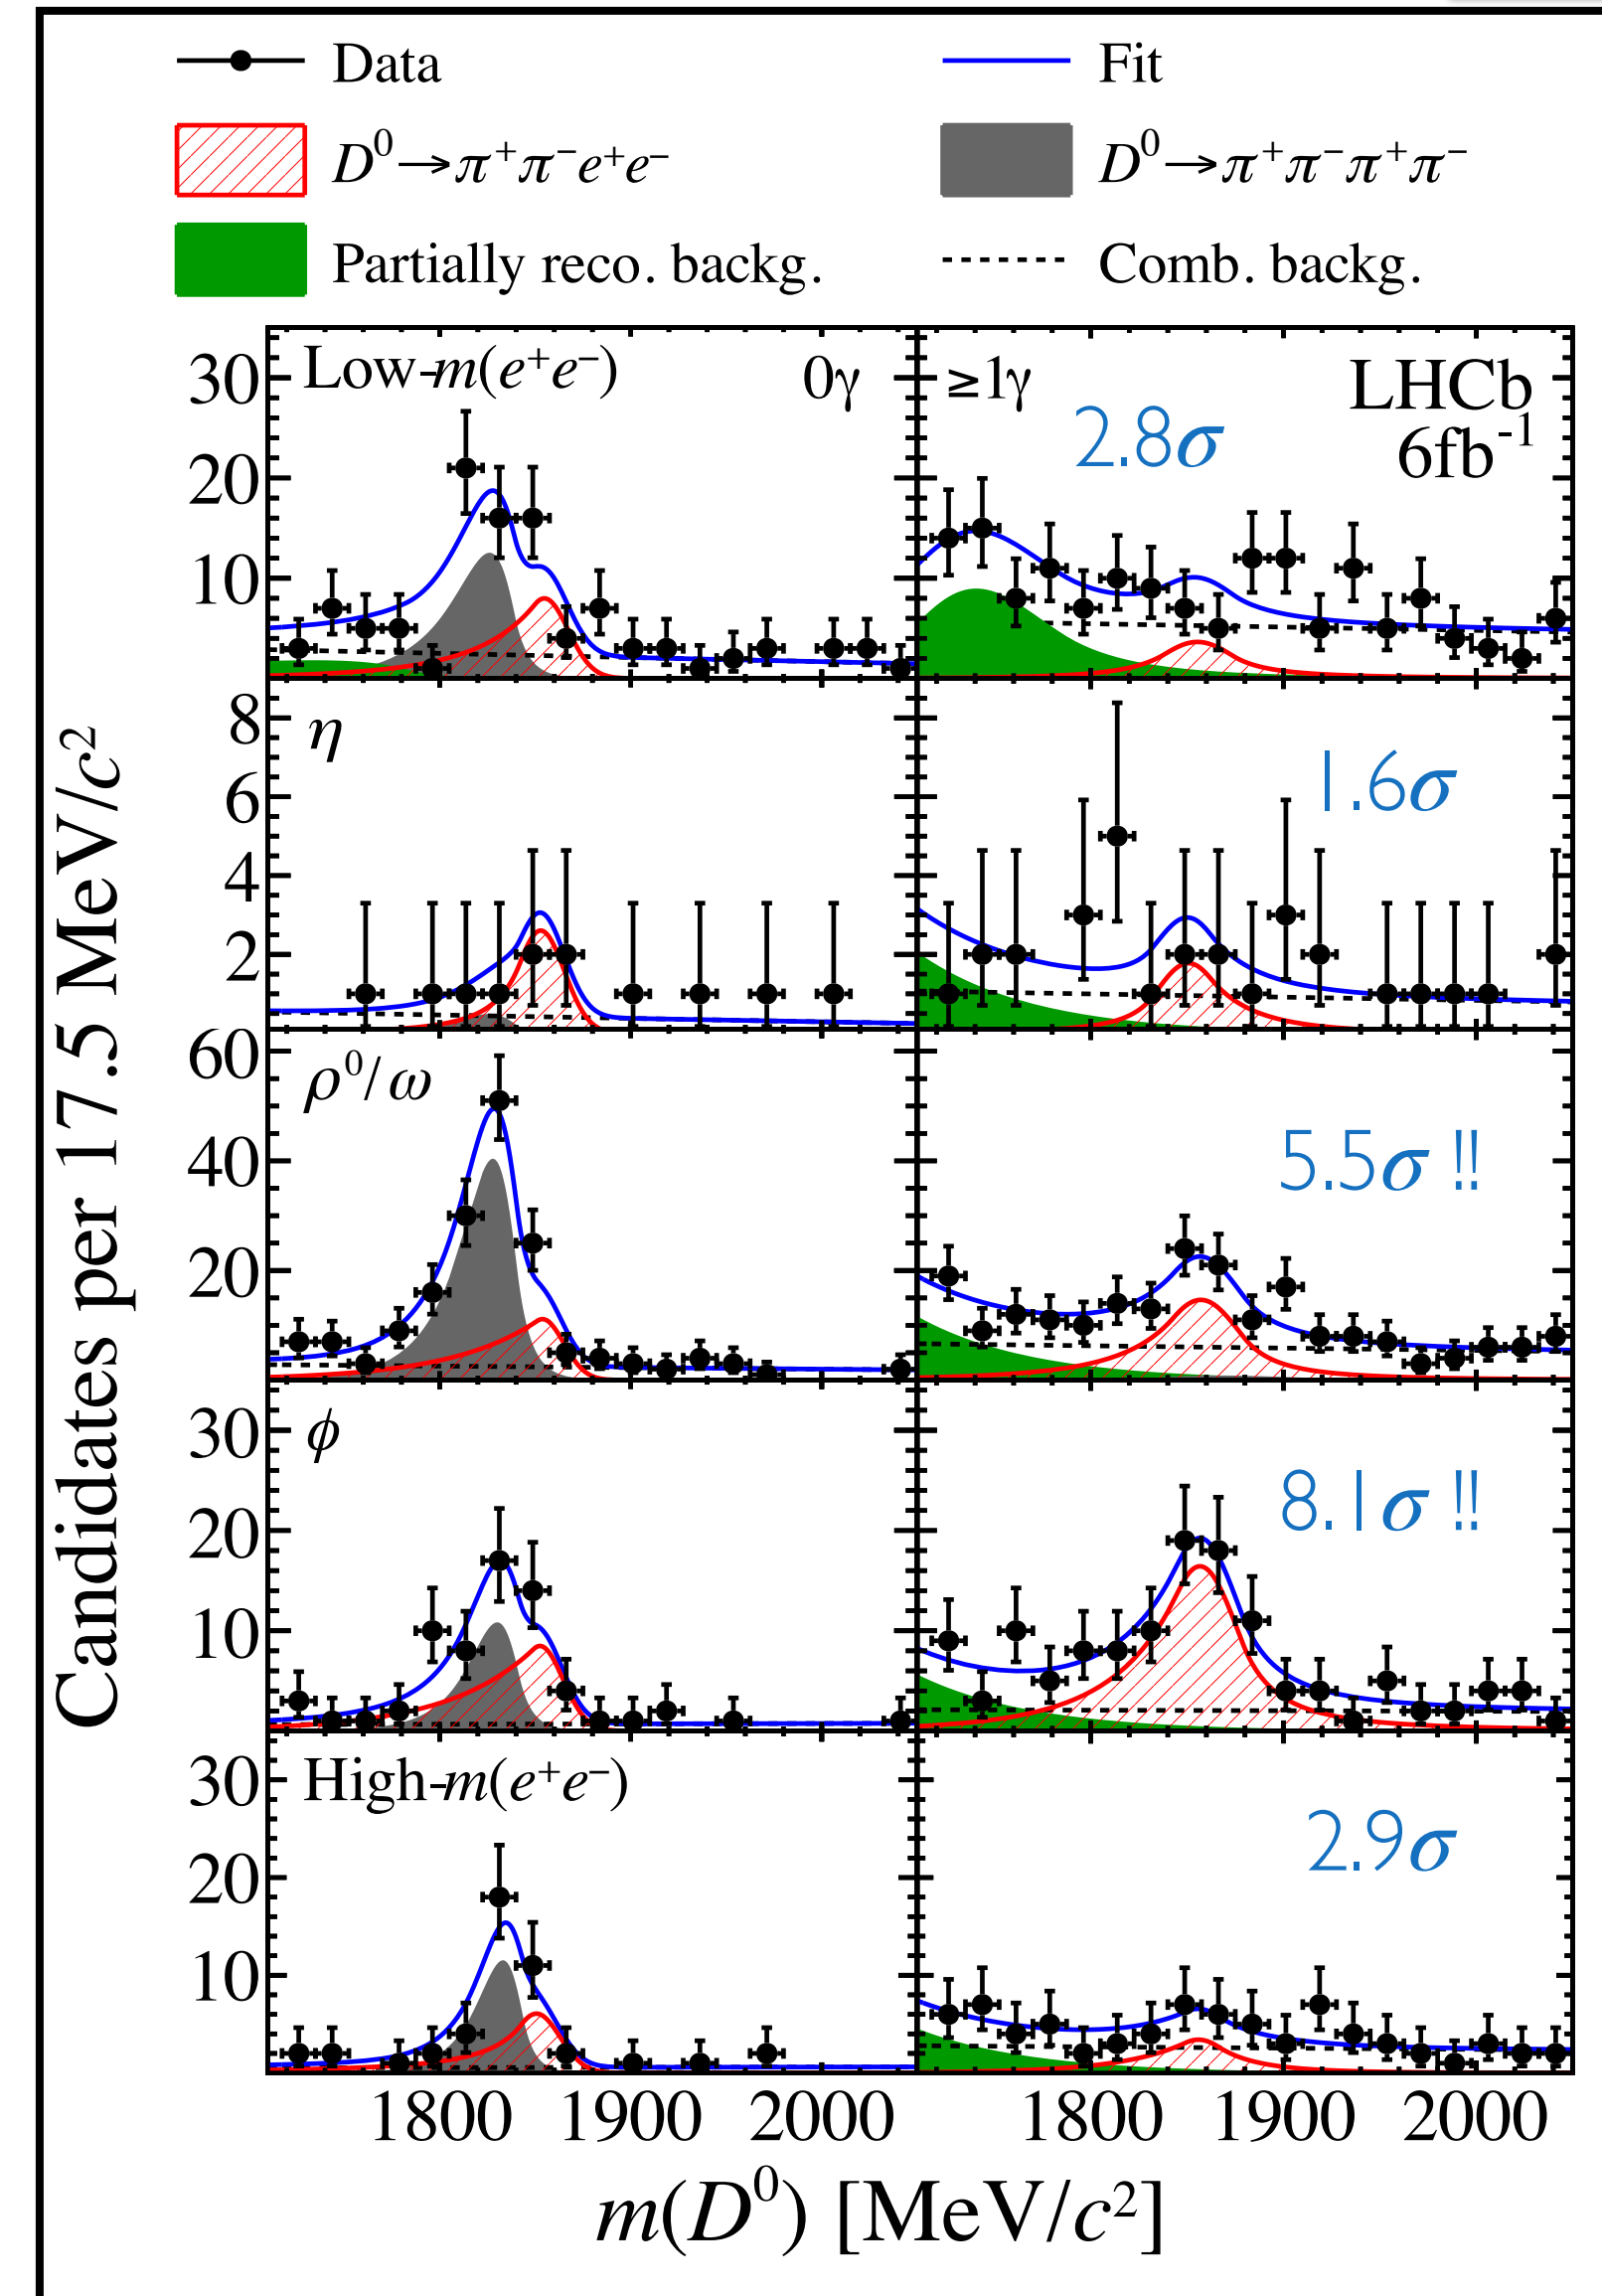 Data
Fit
D⁰→π⁺π⁻e⁺e⁻
D⁰→π⁺π⁻π⁺π⁻
Partially reco. backg.
Comb. backg.
Candidates per 17.5 MeV/c²
Low-m(e⁺e⁻)
0γ
≥1γ
LHCb
6fb⁻¹
2.8σ
30
20
10
η
1.6σ
8
6
4
2
ρ⁰/ω
5.5σ !!
60
40
20
ϕ
8.1σ !!
30
20
10
High-m(e⁺e⁻)
2.9σ
30
20
10
1800 1900 2000 1800 1900 2000
m(D⁰) [MeV/c²]